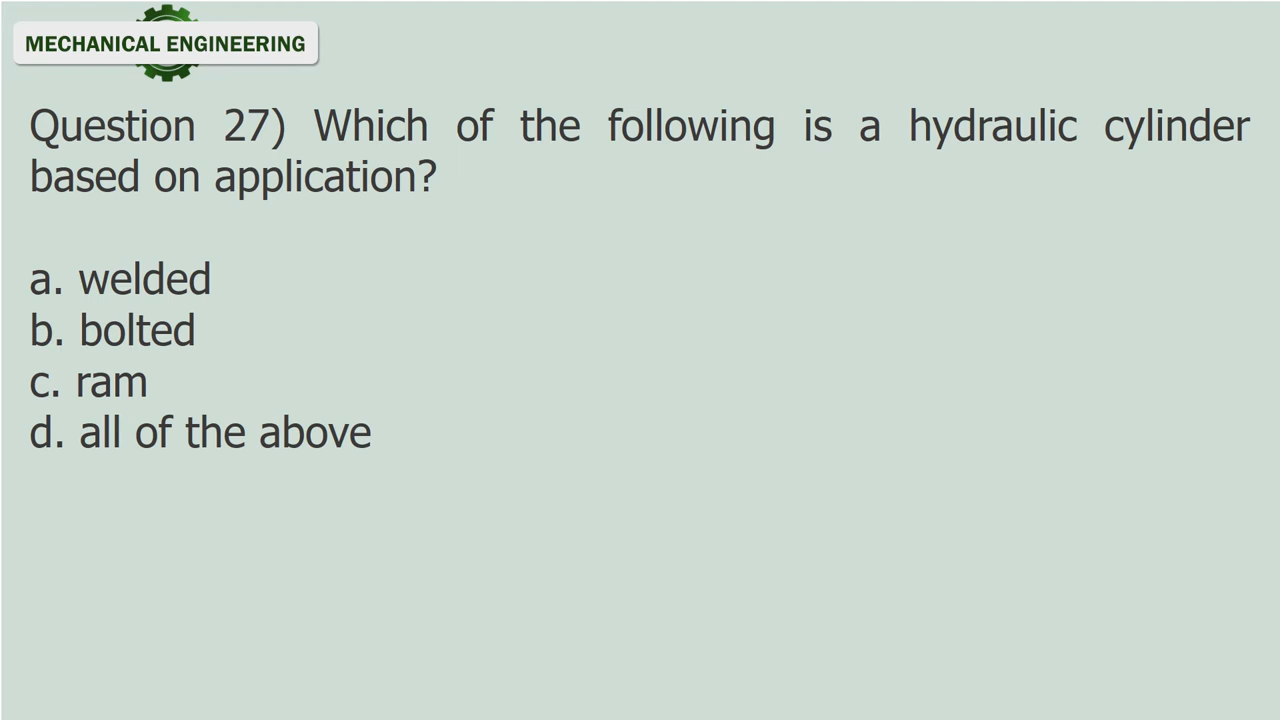 MECHANICAL ENGINEERING
Question 27) Which of the following is a hydraulic cylinder
based on application?
a. welded
b. bolted
c. ram
d. all of the above